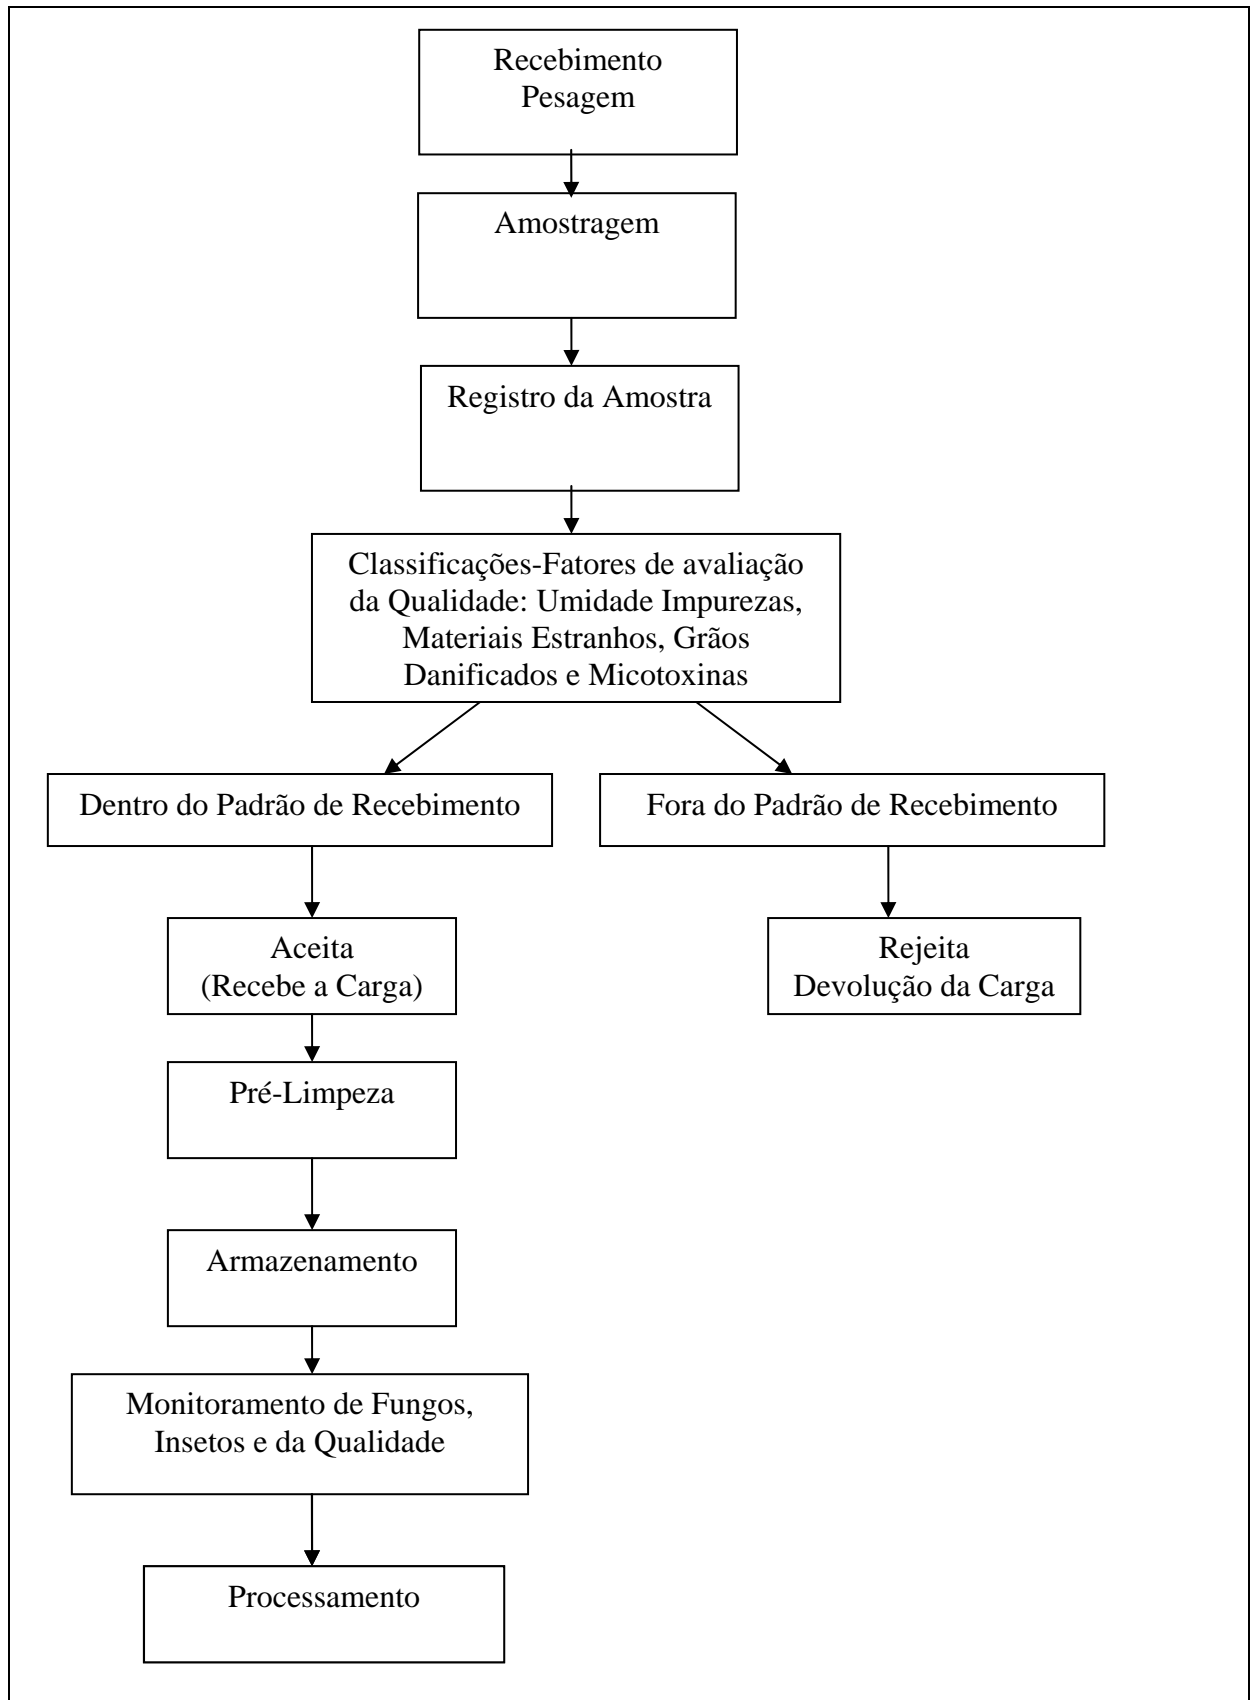 Recebimento
Pesagem
Amostragem
Registro da Amostra
Classificações-Fatores de avaliação
da Qualidade: Umidade Impurezas,
Materiais Estranhos, Grãos
Danificados e Micotoxinas
Dentro do Padrão de Recebimento
Fora do Padrão de Recebimento
Aceita
(Recebe a Carga)
Rejeita
Devolução da Carga
Pré-Limpeza
Armazenamento
Monitoramento de Fungos,
Insetos e da Qualidade
Processamento